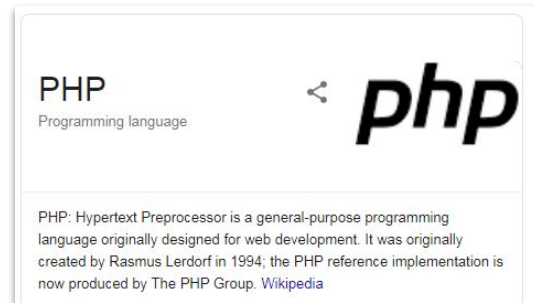 PHP
Programming language
php
PHP: Hypertext Preprocessor is a general-purpose programming
language originally designed for web development. It was originally
created by Rasmus Lerdorf in 1994; the PHP reference implementation is
now produced by The PHP Group. Wikipedia